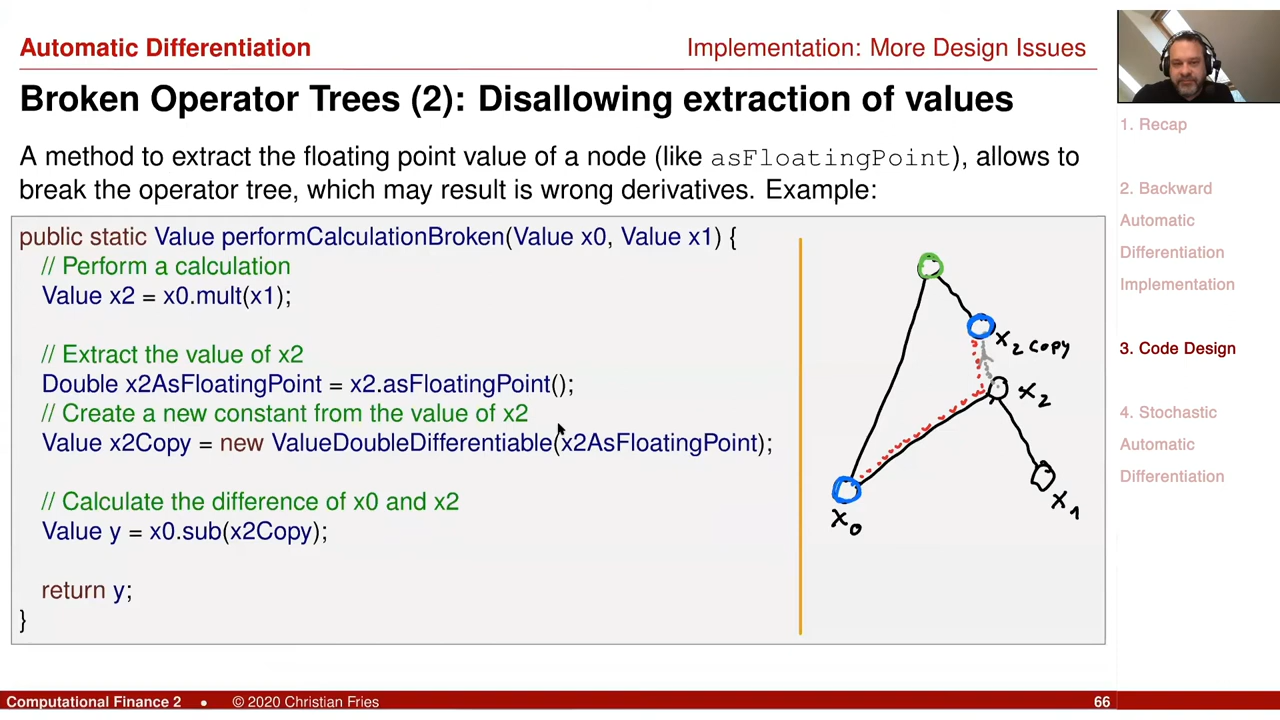 Automatic Differentiation
Implementation: More Design Issues
Broken Operator Trees (2): Disallowing extraction of values
A method to extract the floating point value of a node (like asFloatingPoint), allows to
break the operator tree, which may result is wrong derivatives. Example:
public static Value performCalculationBroken(Value x0, Value x1) {
// Perform a calculation
Value x2 = x0.mult(x1);
// Extract the value of x2
Double x2AsFloatingPoint = x2.asFloatingPoint();
// Create a new constant from the value of x2
Value x2Copy = new ValueDoubleDifferentiable(x2AsFloatingPoint);
// Calculate the difference of x0 and x2
Value y = x0.sub(x2Copy);
return y;
}
x2 copy
x2
x1
x0
1. Recap
2. Backward
Automatic
Differentiation
Implementation
3. Code Design
4. Stochastic
Automatic
Differentiation
Computational Finance 2 • © 2020 Christian Fries
66